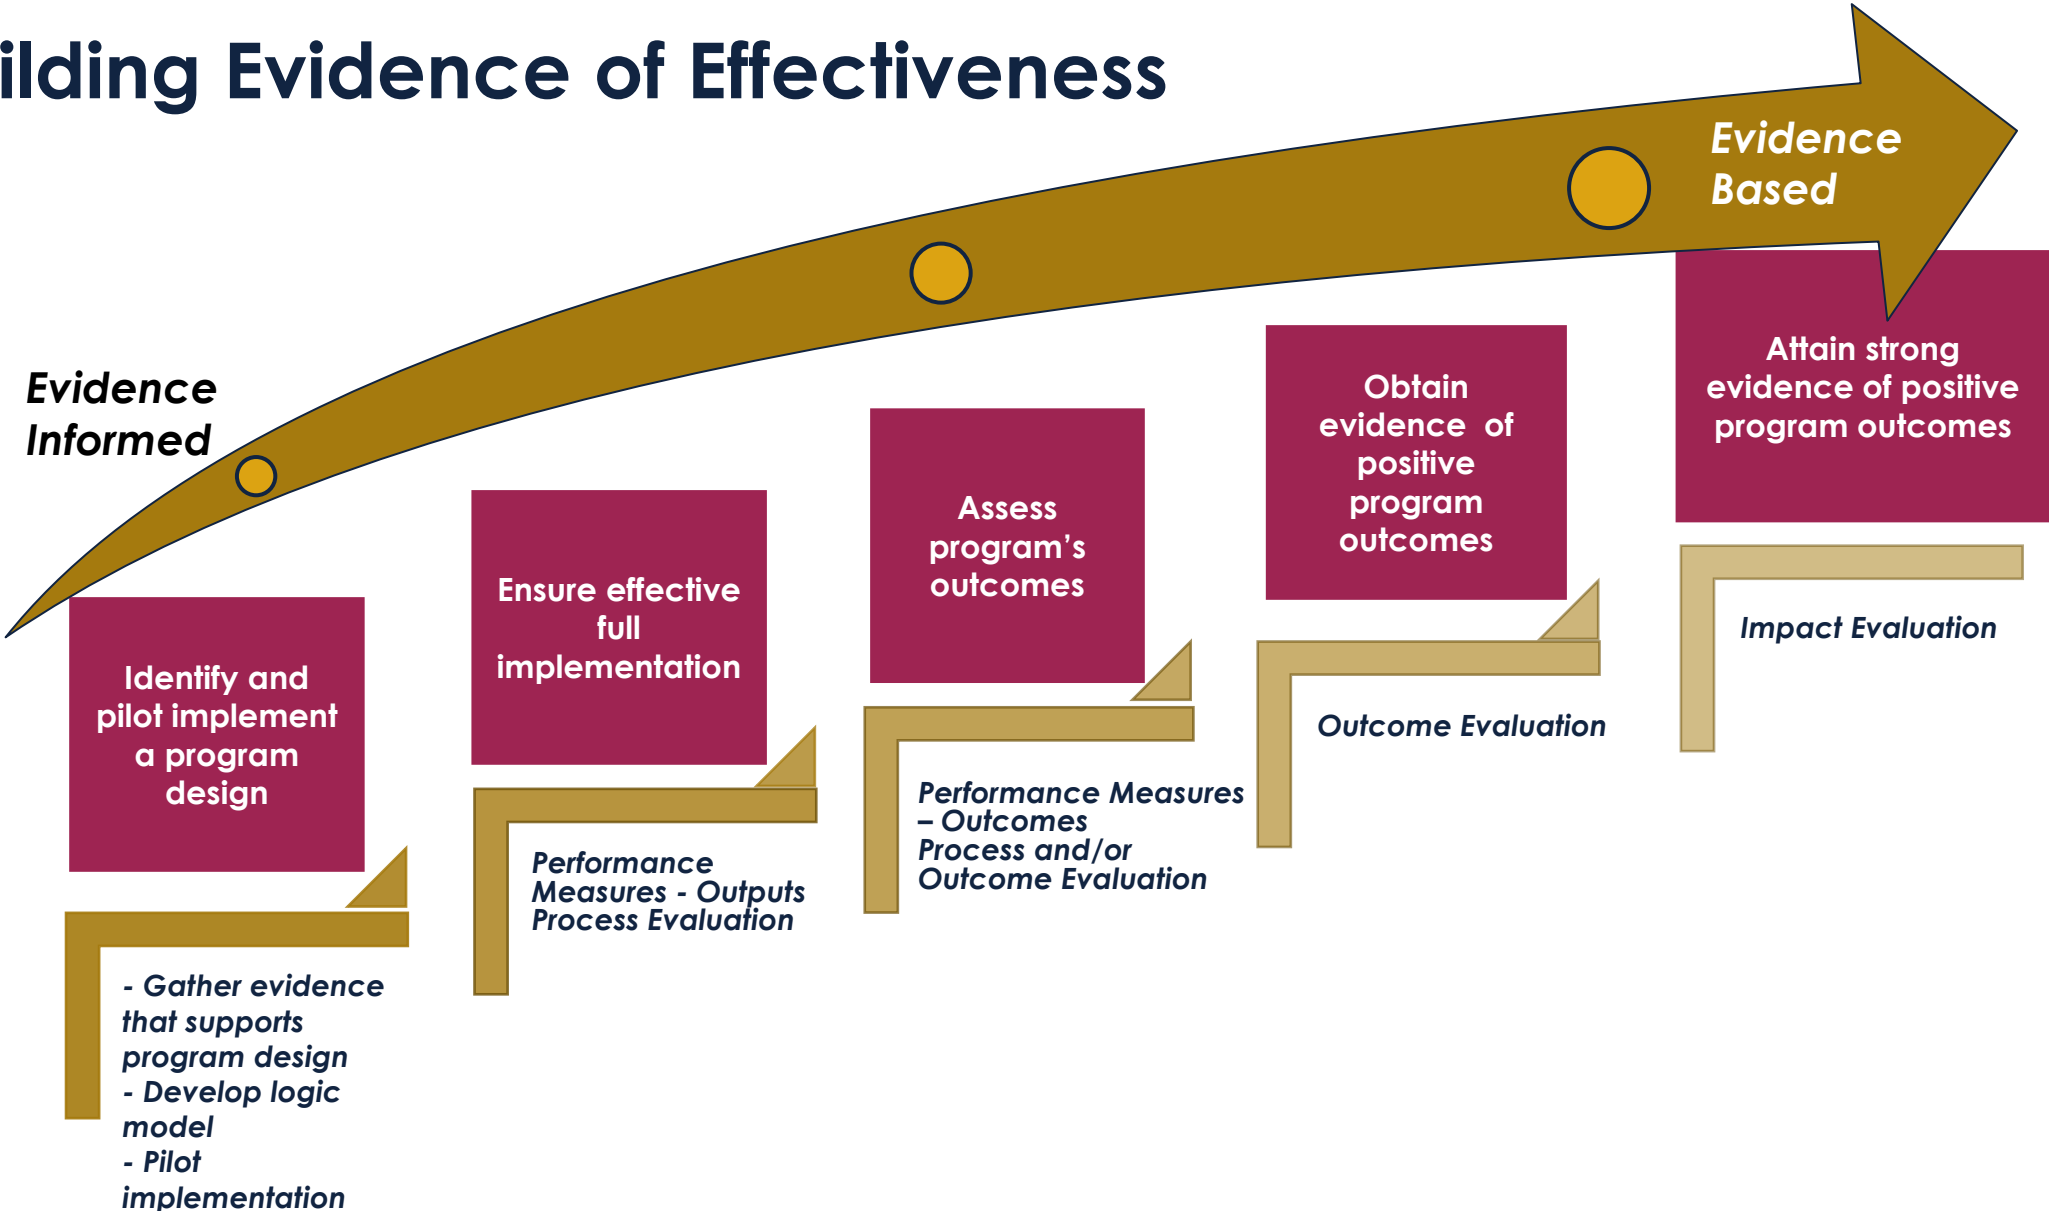 ilding Evidence of Effectiveness
Evidence
Based
Evidence
Informed
Identify and
pilot implement
a program
design
- Gather evidence
that supports
program design
- Develop logic
model
- Pilot
implementation
Ensure effective
full
implementation
Performance
Measures - Outputs
Process Evaluation
Assess
program’s
outcomes
Performance Measures
– Outcomes
Process and/or
Outcome Evaluation
Obtain
evidence of
positive
program
outcomes
Outcome Evaluation
Attain strong
evidence of positive
program outcomes
Impact Evaluation